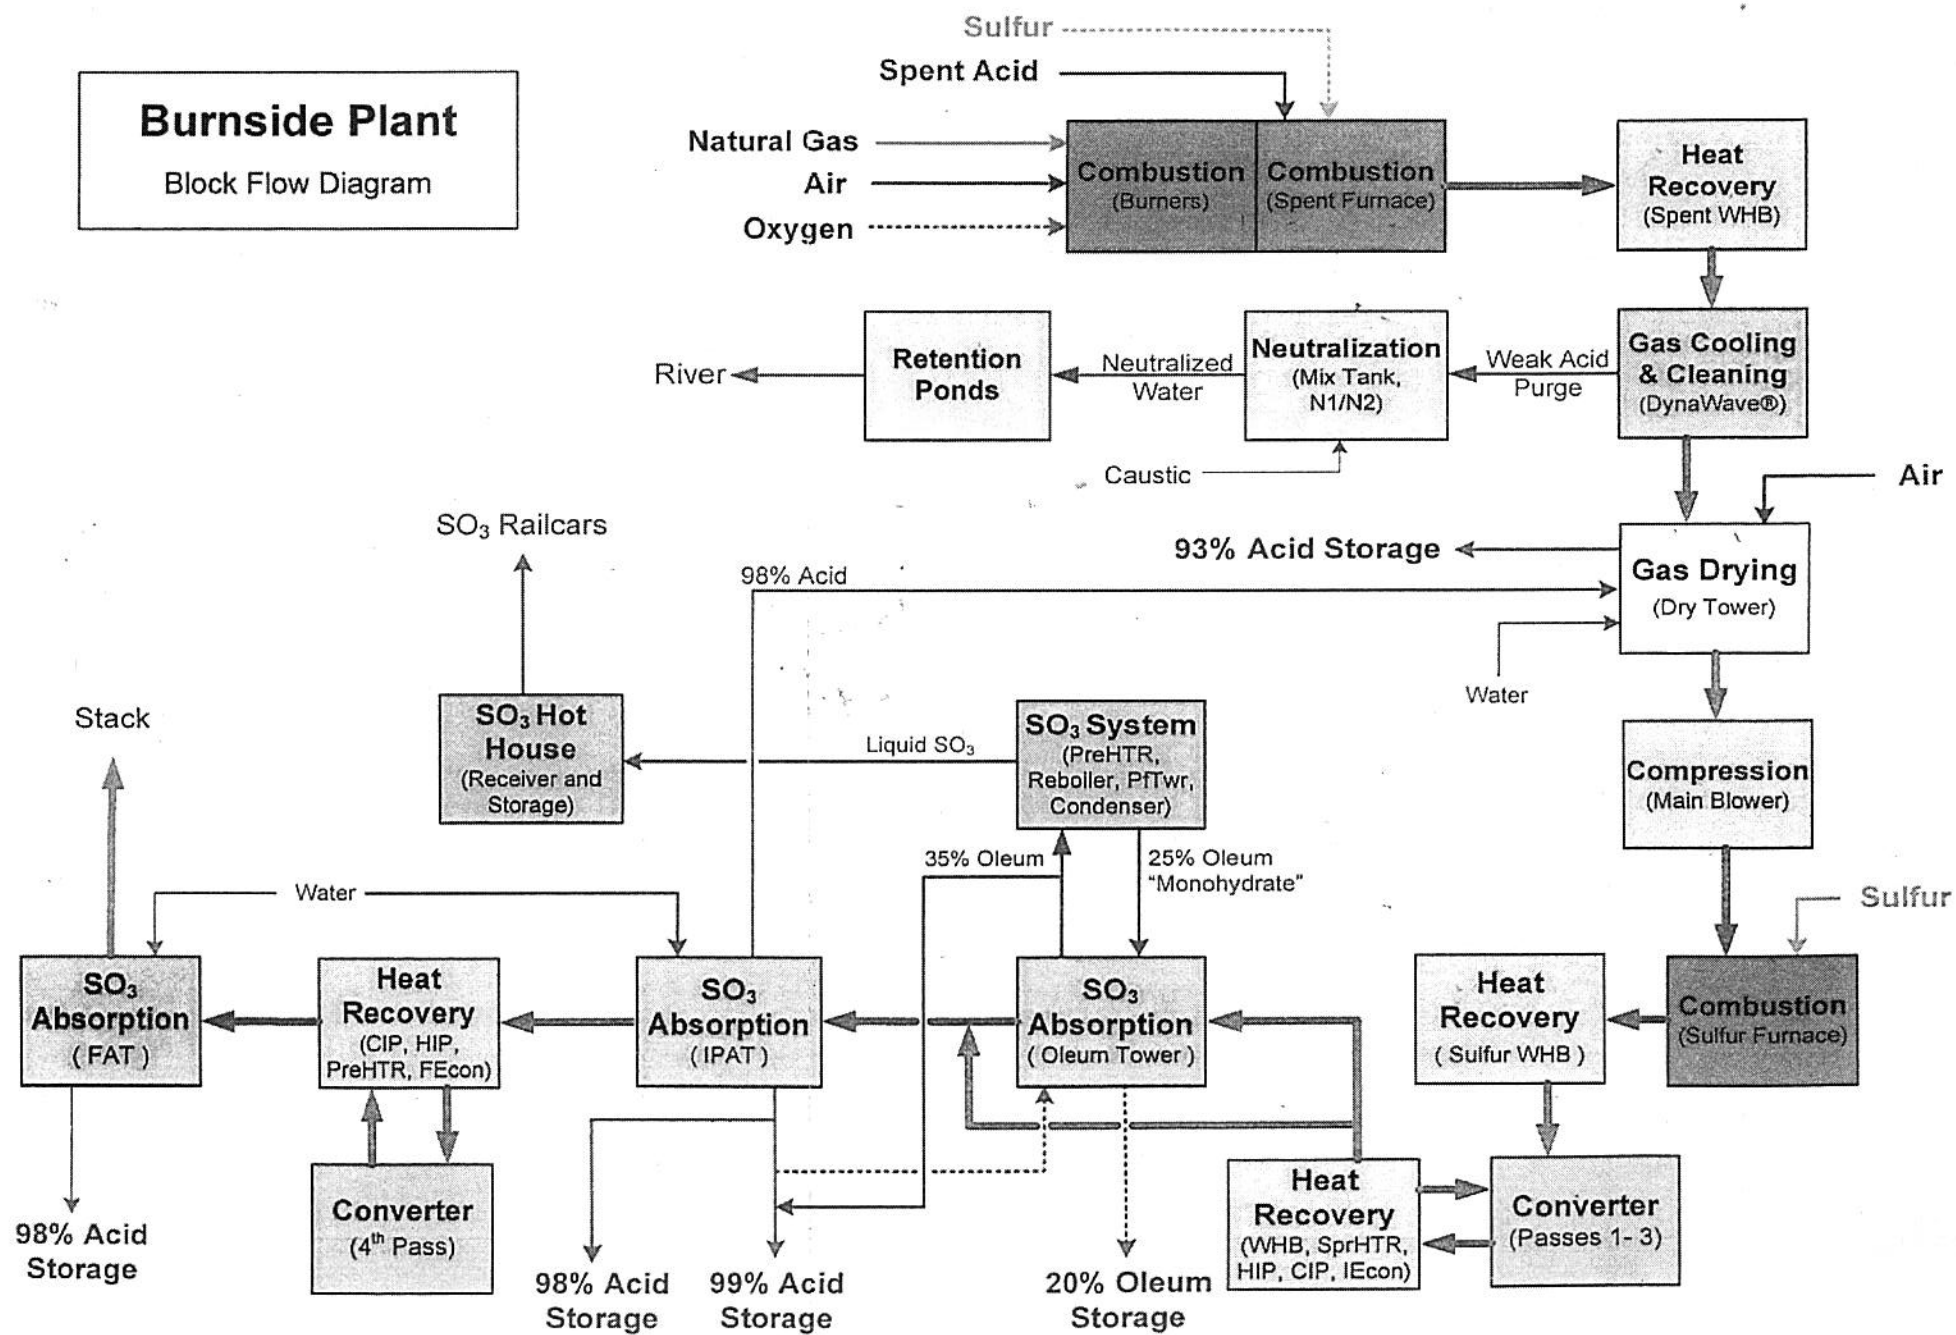 Burnside Plant
Block Flow Diagram
Sulfur
Spent Acid
Natural Gas
Air
Oxygen
Combustion
(Burners)
Combustion
(Spent Furnace)
Heat
Recovery
(Spent WHB)
River
Retention
Ponds
Neutralized
Water
Neutralization
(Mix Tank,
N1/N2)
Weak Acid
Purge
Gas Cooling
& Cleaning
(DynaWave®)
Caustic
Air
SO₃ Railcars
93% Acid Storage
98% Acid
Gas Drying
(Dry Tower)
Water
Stack
SO₃ Hot
House
(Receiver and
Storage)
Liquid SO₃
SO₃ System
(PreHTR,
Reboiler, PfTwr,
Condenser)
Compression
(Main Blower)
35% Oleum
25% Oleum
“Monohydrate”
Water
Sulfur
SO₃
Absorption
( FAT )
Heat
Recovery
(CIP, HIP,
PreHTR, FEcon)
SO₃
Absorption
( IPAT )
SO₃
Absorption
( Oleum Tower )
Heat
Recovery
( Sulfur WHB )
Combustion
(Sulfur Furnace)
Converter
(4th Pass)
Heat
Recovery
(WHB, SprHTR,
HIP, CIP, IEcon)
Converter
(Passes 1- 3)
98% Acid
Storage
98% Acid
Storage
99% Acid
Storage
20% Oleum
Storage